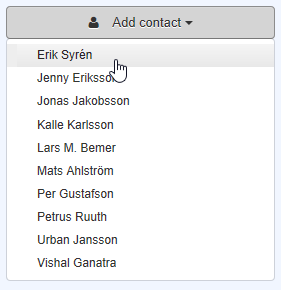 Add contact
Erik Syrén
Jenny Eriksson
Jonas Jakobsson
Kalle Karlsson
Lars M. Bemer
Mats Ahlström
Per Gustafson
Petrus Ruuth
Urban Jansson
Vishal Ganatra